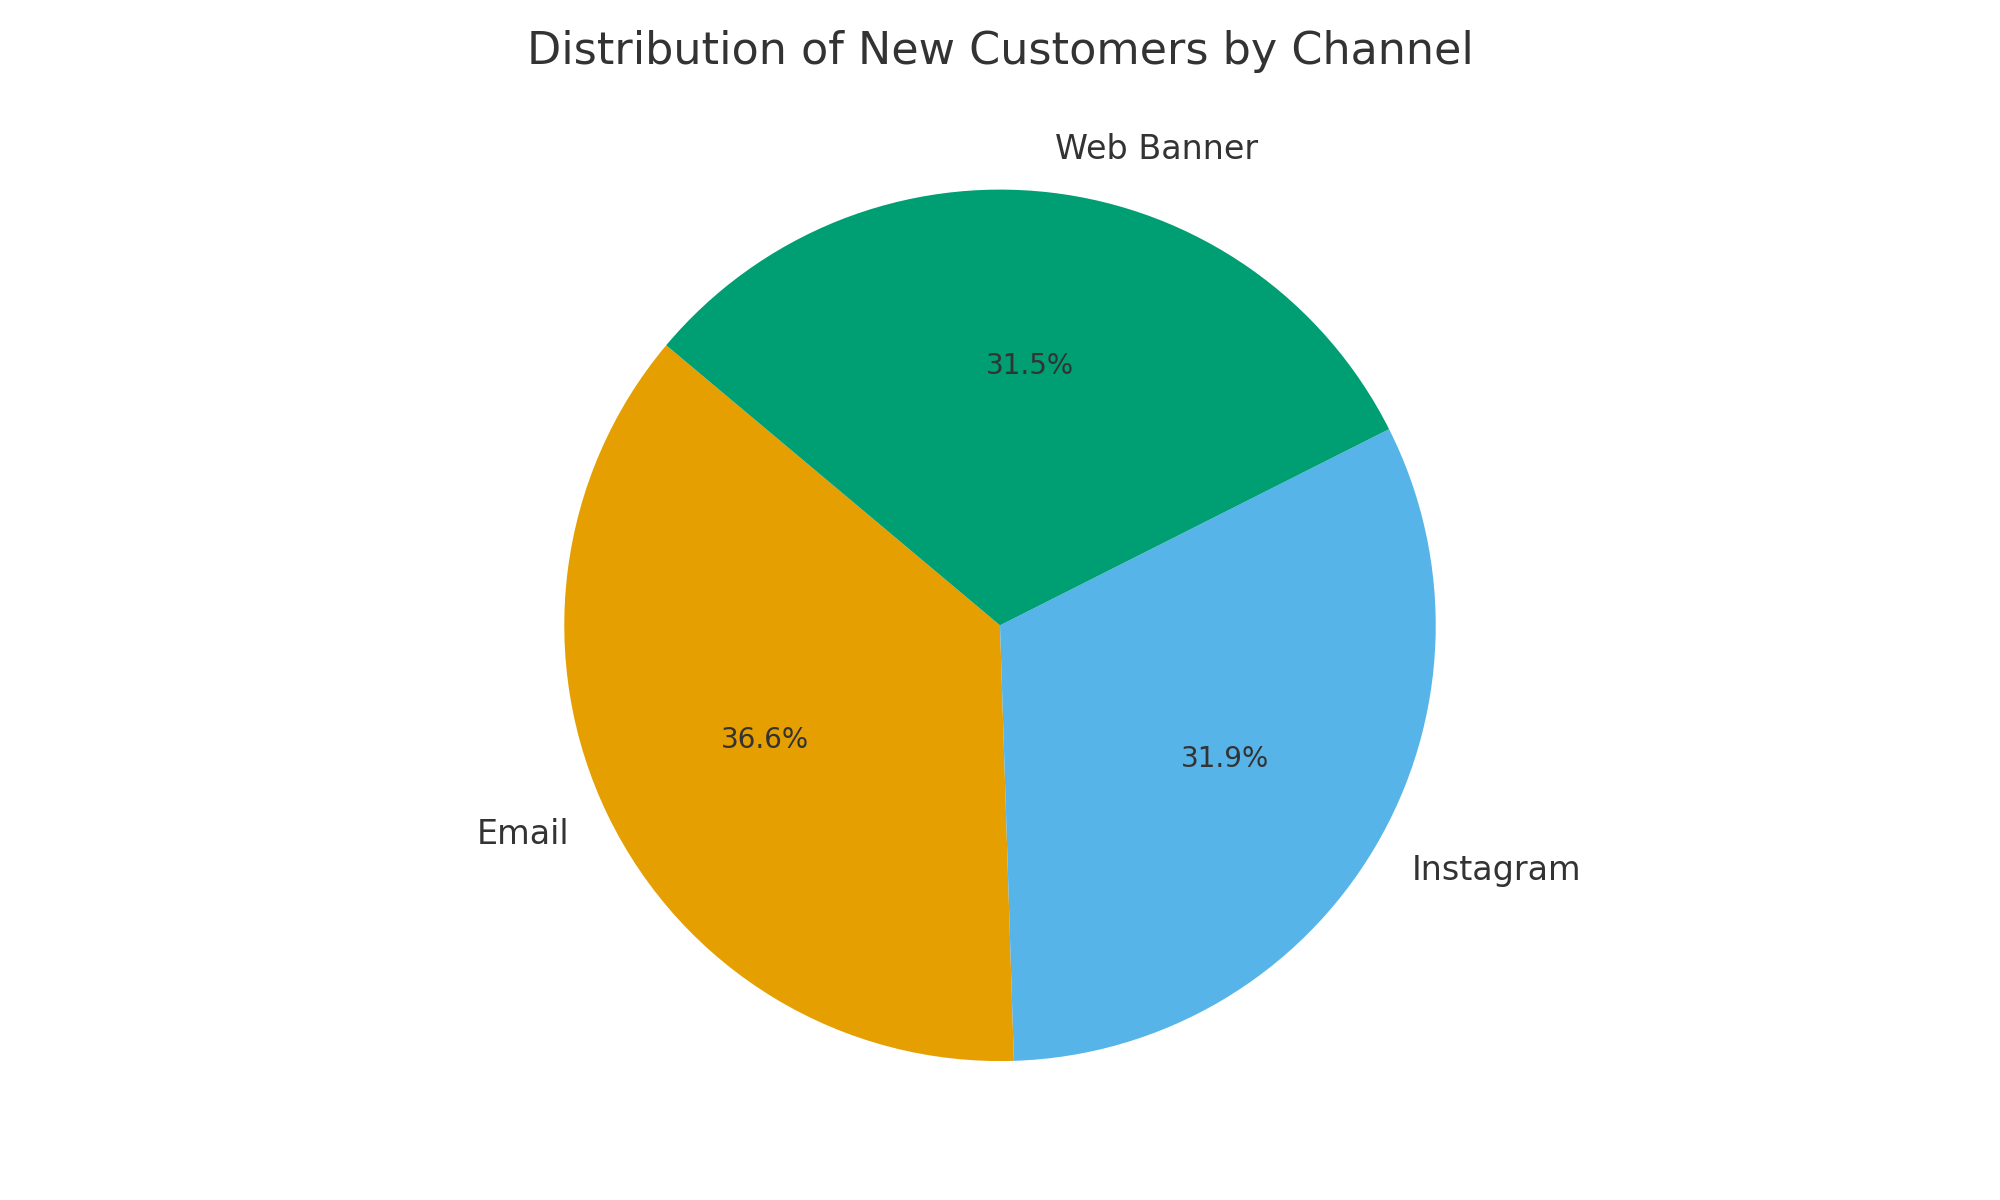 Distribution of New Customers by Channel
Web Banner
31.5%
36.6%
31.9%
Email
Instagram